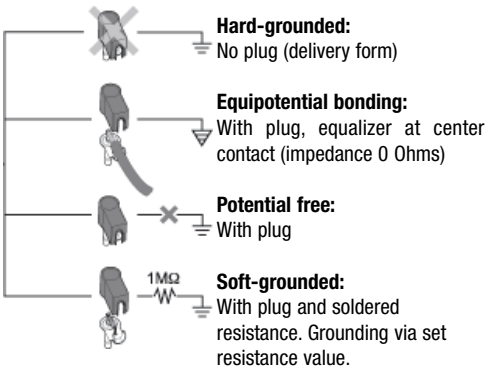 Hard-grounded:
No plug (delivery form)
Equipotential bonding:
With plug, equalizer at center
contact (impedance 0 Ohms)
Potential free:
With plug
1MΩ
Soft-grounded:
With plug and soldered
resistance. Grounding via set
resistance value.